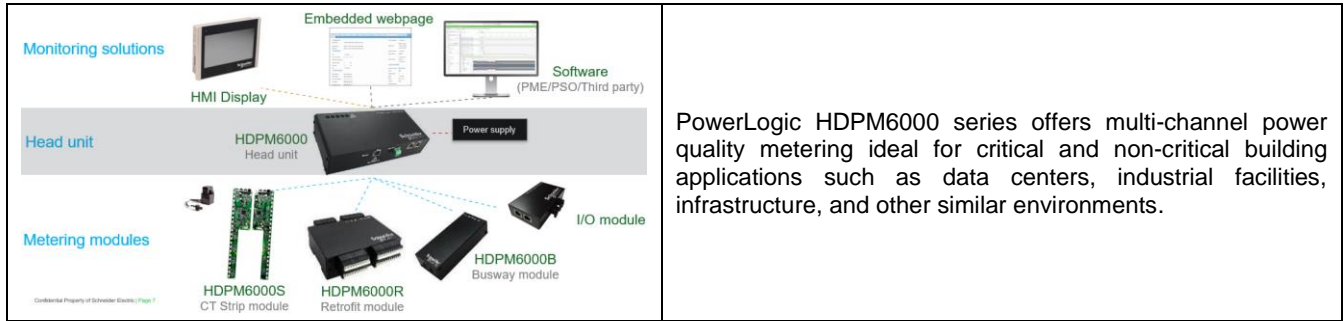 Embedded webpage
Monitoring solutions
HMI Display
Software
(PME/PSO/Third party)
Head unit
HDPM6000
Head unit
Power supply
Metering modules
I/O module
HDPM6000B
Busway module
HDPM6000S
CT Strip module
HDPM6000R
Retrofit module
Confidential Property of Schneider Electric | Page 1
PowerLogic HDPM6000 series offers multi-channel power
quality metering ideal for critical and non-critical building
applications such as data centers, industrial facilities,
infrastructure, and other similar environments.